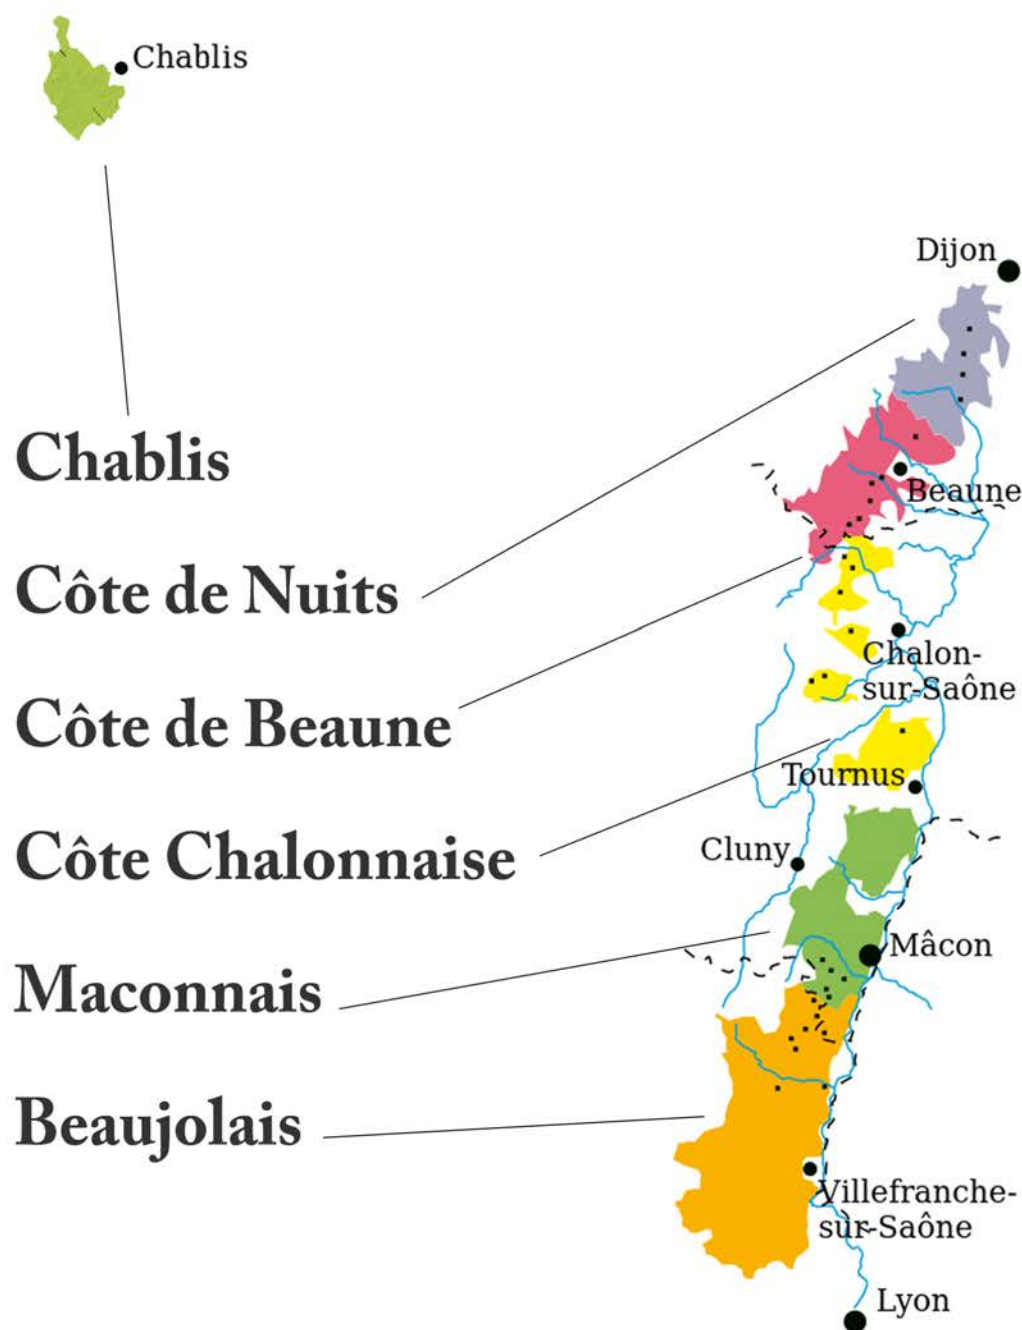 Chablis
Dijon
Chablis
Beaune
Côte de Nuits
Chalon-
sur-Saône
Côte de Beaune
Tournus
Côte Chalonnaise
Cluny
Mâcon
Maconnais
Beaujolais
Villefranche-
sur-Saône
Lyon